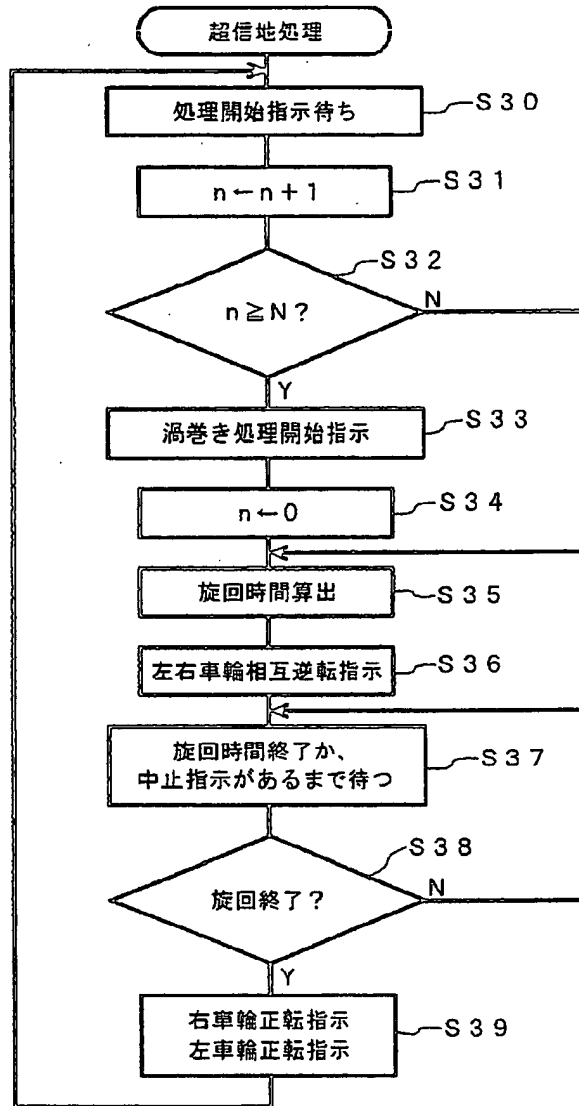 超信地処理
処理開始指示待ち
S30
n←n+1
S31
S32
n≧N?
N
Y
渦巻き処理開始指示
S33
n←0
S34
旋回時間算出
S35
左右車輪相互逆転指示
S36
旋回時間終了か、
中止指示があるまで待つ
S37
S38
旋回終了?
N
Y
右車輪正転指示
左車輪正転指示
S39